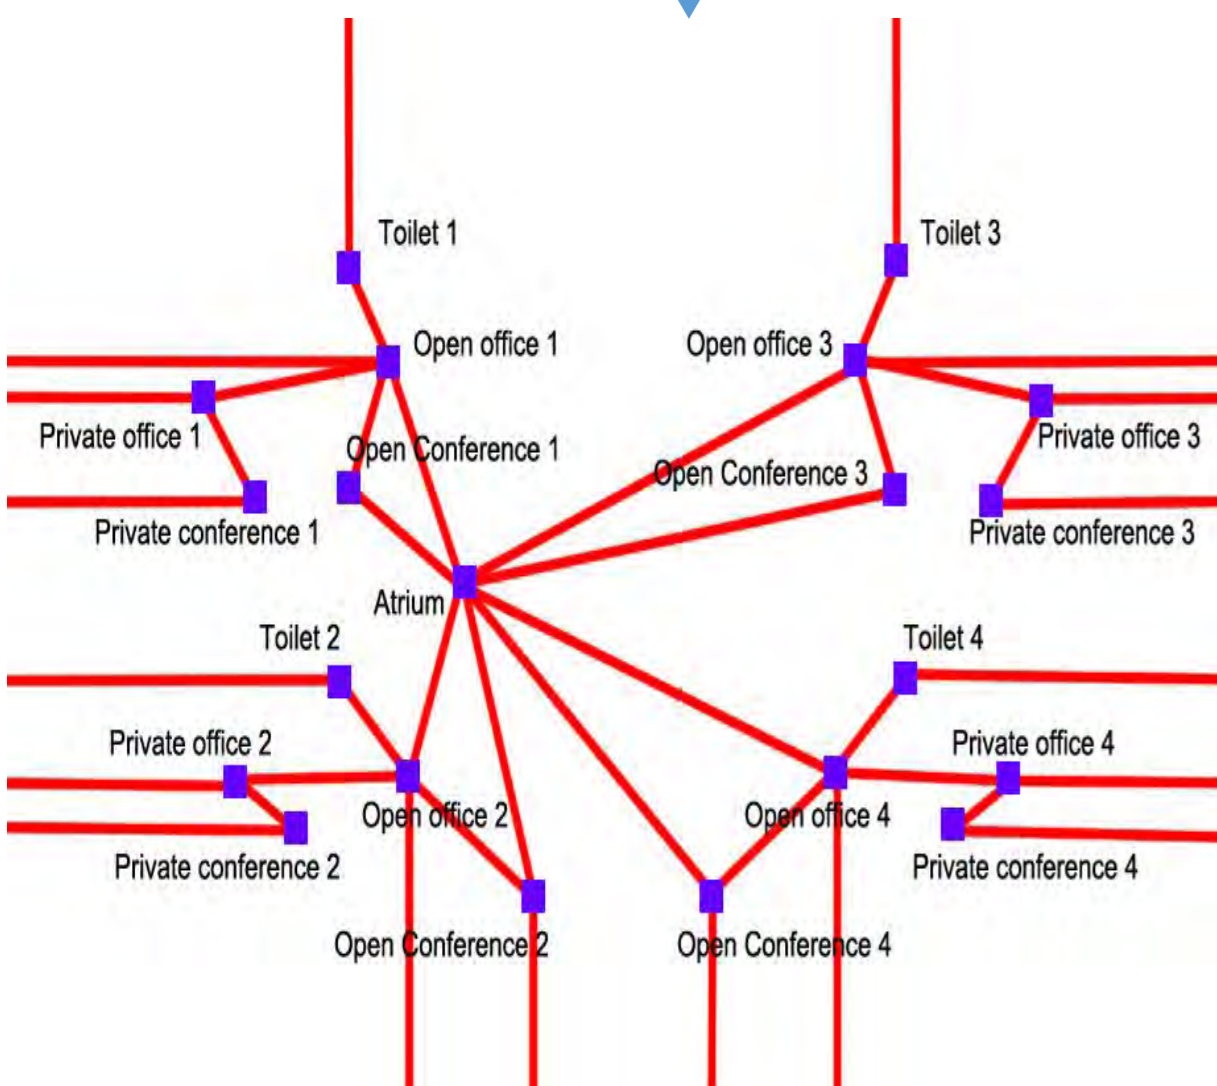 Toilet 1
Toilet 3
Open office 1
Open office 3
Private office 1
Open Conference 1
Open Conference 3
Private office 3
Private conference 1
Private conference 3
Atrium
Toilet 2
Toilet 4
Private office 2
Private office 4
Open office 2
Open office 4
Private conference 2
Private conference 4
Open Conference 2
Open Conference 4